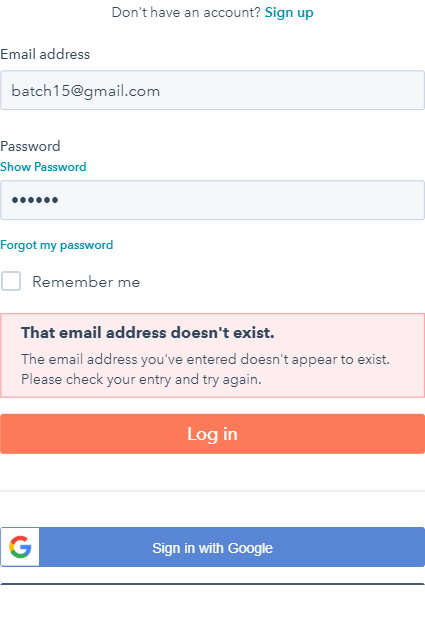 Don't have an account? Sign up
Email address
batch15@gmail.com
Password
Show Password
••••••
Forgot my password
Remember me
That email address doesn't exist.
The email address you've entered doesn't appear to exist.
Please check your entry and try again.
Log in
Sign in with Google